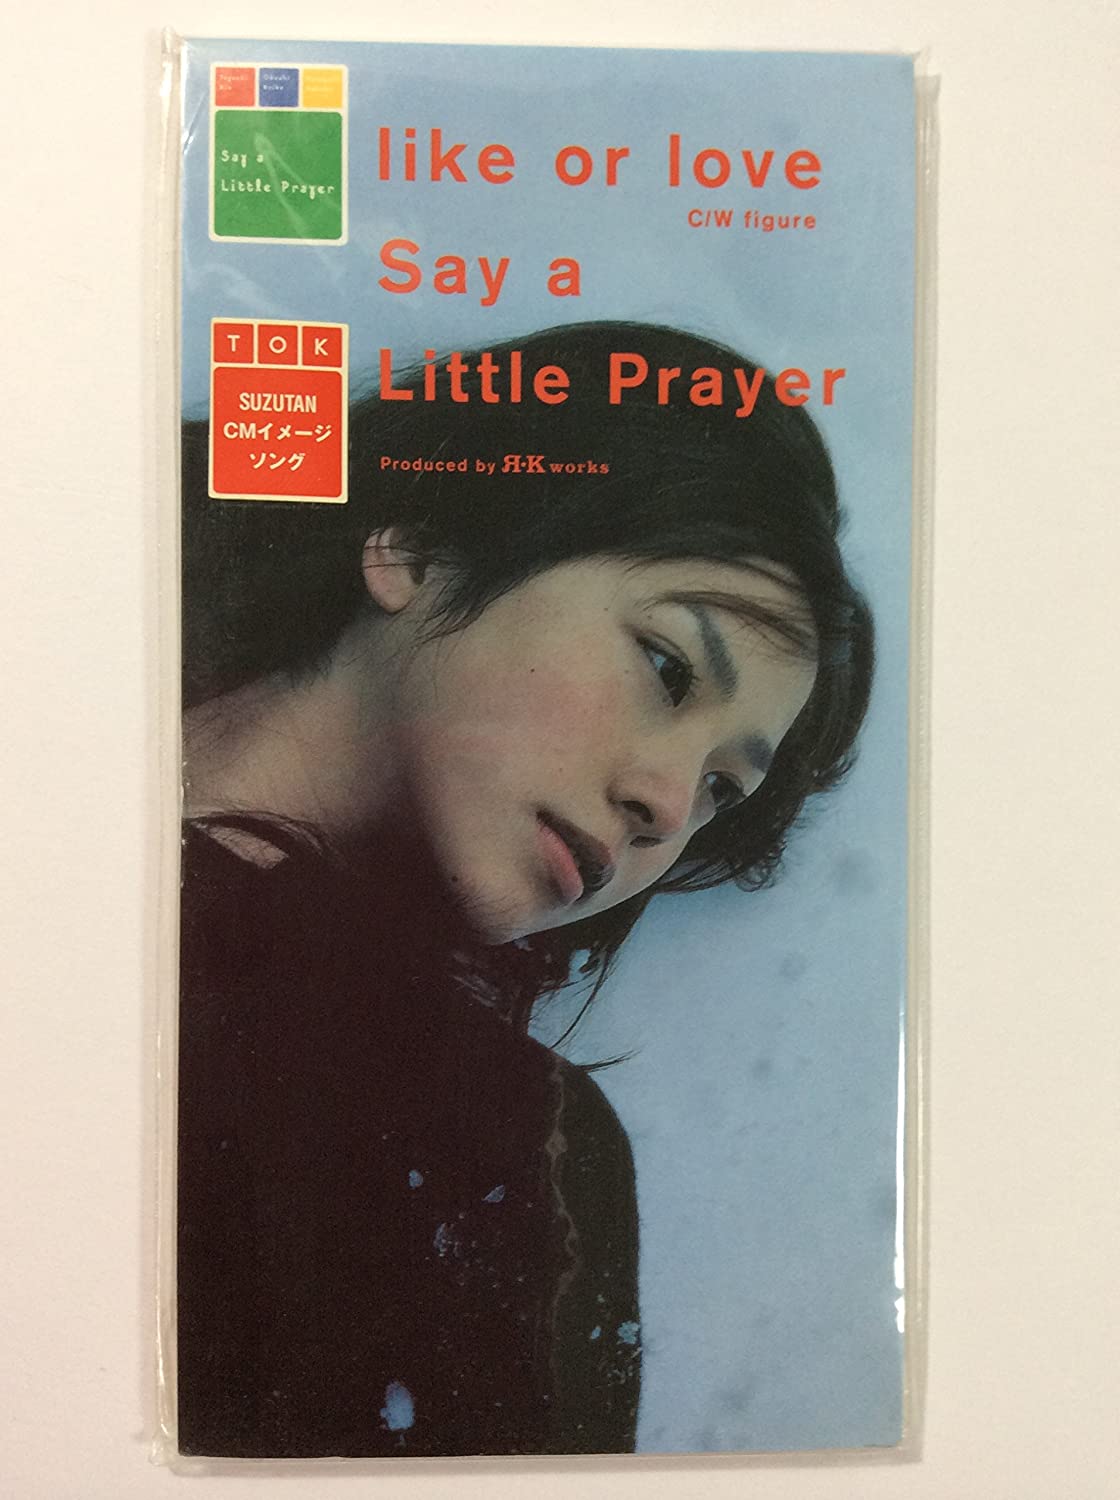 Say a
Little Prayer
like or love
C/W figure
Say a
Little Prayer
Produced by Я·K works
T O K
SUZUTAN
CMイメージ
ソング